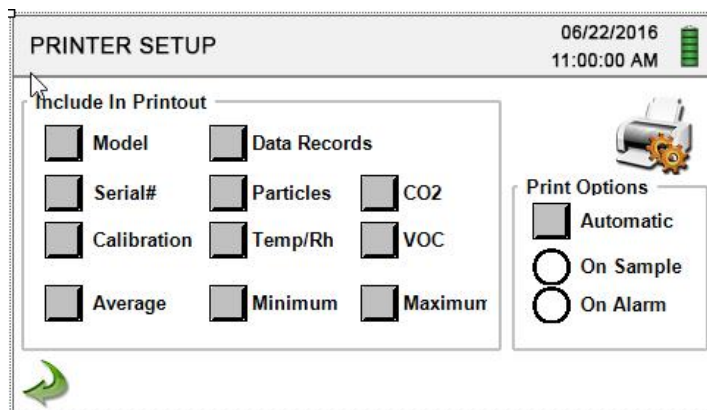 PRINTER SETUP
06/22/2016
11:00:00 AM
Include In Printout
Model Data Records
Serial# Particles CO2
Calibration Temp/Rh VOC
Average Minimum Maximum
Print Options
Automatic
On Sample
On Alarm